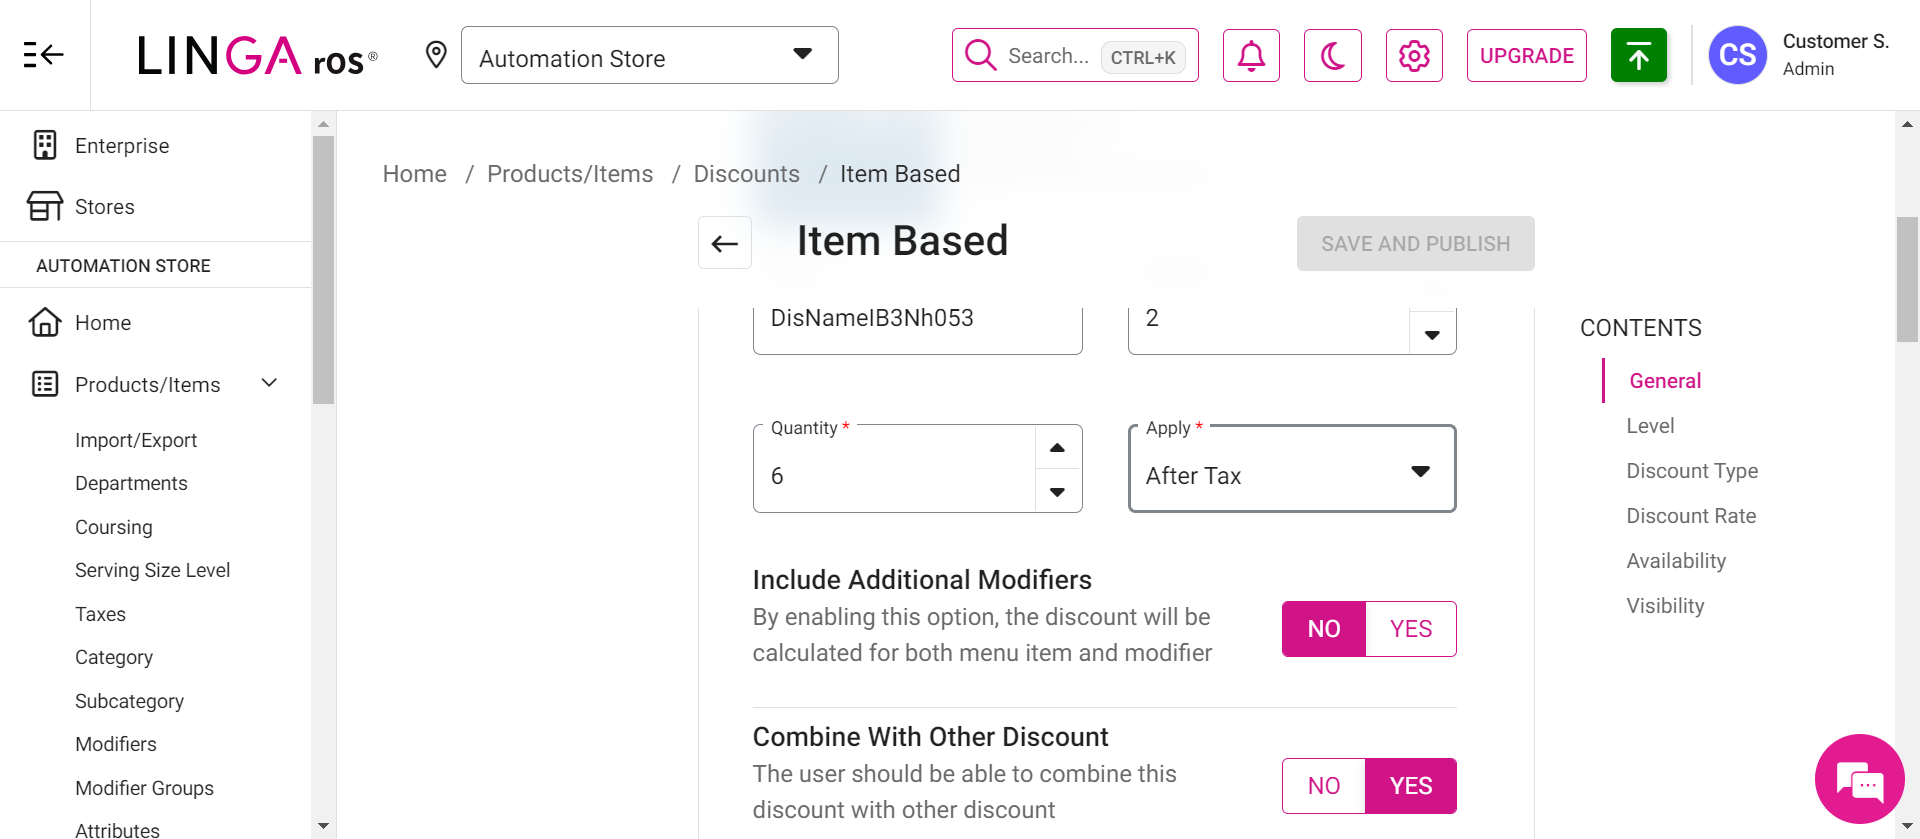 LINGA ros®
Automation Store
Search... CTRL+K
UPGRADE
CS
Customer S.
Admin
Enterprise
Stores
AUTOMATION STORE
Home
Products/Items
Import/Export
Departments
Coursing
Serving Size Level
Taxes
Category
Subcategory
Modifiers
Modifier Groups
Attributes
Home / Products/Items / Discounts / Item Based
Item Based
SAVE AND PUBLISH
DisNameIB3Nh053
2
Quantity *
6
Apply *
After Tax
Include Additional Modifiers
By enabling this option, the discount will be
calculated for both menu item and modifier
NO YES
Combine With Other Discount
The user should be able to combine this
discount with other discount
NO YES
CONTENTS
General
Level
Discount Type
Discount Rate
Availability
Visibility